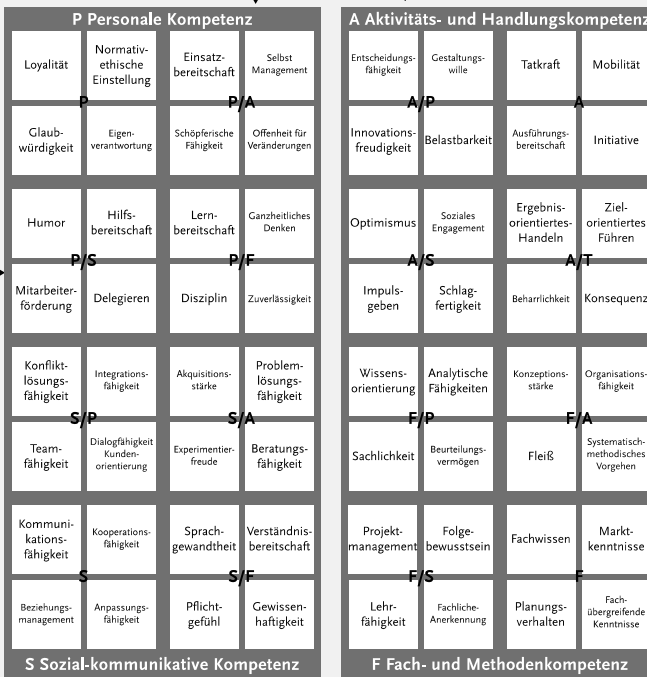 P Personale Kompetenz
Loyalität
Normativ-
ethische
Einstellung
Einsatz-
bereitschaft
Selbst
Management
P
P/A
Glaub-
würdigkeit
Eigen-
verantwortung
Schöpferische
Fähigkeit
Offenheit für
Veränderungen
Humor
Hilfs-
bereitschaft
Lern-
bereitschaft
Ganzheitliches
Denken
P/S
P/F
Mitarbeiter-
förderung
Delegieren
Disziplin
Zuverlässigkeit
Konflikt-
lösungs-
fähigkeit
Integrations-
fähigkeit
Akquisitions-
stärke
Problem-
lösungs-
fähigkeit
S/P
S/A
Team-
fähigkeit
Dialogfähigkeit
Kunden-
orientierung
Experimentier-
freude
Beratungs-
fähigkeit
Kommuni-
kations-
fähigkeit
Kooperations-
fähigkeit
Sprach-
gewandtheit
Verständnis-
bereitschaft
S
S/F
Beziehungs-
management
Anpassungs-
fähigkeit
Pflicht-
gefühl
Gewissen-
haftigkeit
S Sozial-kommunikative Kompetenz
A Aktivitäts- und Handlungskompetenz
Entscheidungs-
fähigkeit
Gestaltungs-
wille
Tatkraft
Mobilität
A/P
A
Innovations-
freudigkeit
Belastbarkeit
Ausführungs-
bereitschaft
Initiative
Optimismus
Soziales
Engagement
Ergebnis-
orientiertes-
Handeln
Ziel-
orientiertes
Führen
A/S
A/T
Impuls-
geben
Schlag-
fertigkeit
Beharrlichkeit
Konsequenz
Wissens-
orientierung
Analytische
Fähigkeiten
Konzeptions-
stärke
Organisations-
fähigkeit
F/P
F/A
Sachlichkeit
Beurteilungs-
vermögen
Fleiß
Systematisch-
methodisches
Vorgehen
Projekt-
management
Folge-
bewusstsein
Fachwissen
Markt-
kenntnisse
F/S
F
Lehr-
fähigkeit
Fachliche-
Anerkennung
Planungs-
verhalten
Fach-
übergreifende
Kenntnisse
F Fach- und Methodenkompetenz